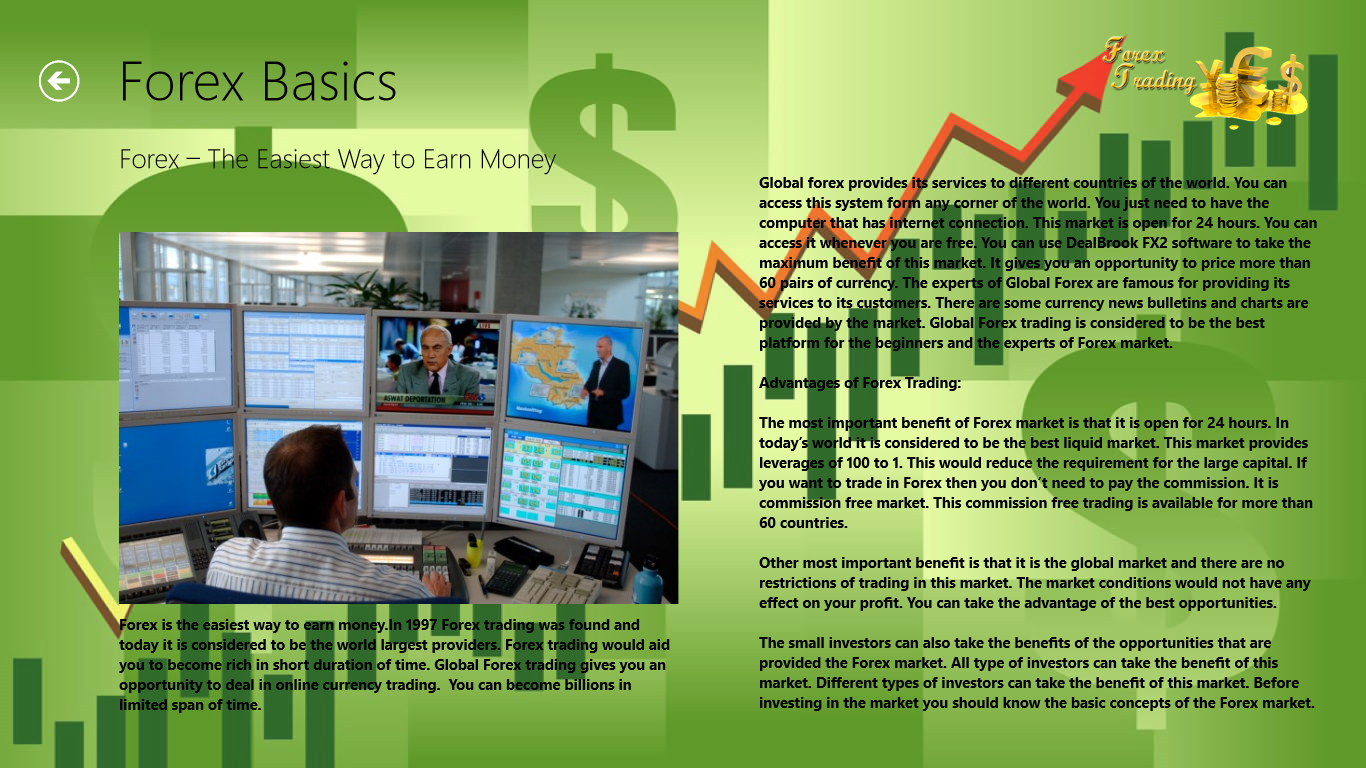 Forex Basics
Forex Trading
Forex – The Easiest Way to Earn Money
LIVE
ASWAT DEPORTATION
Forex is the easiest way to earn money.In 1997 Forex trading was found and
today it is considered to be the world largest providers. Forex trading would aid
you to become rich in short duration of time. Global Forex trading gives you an
opportunity to deal in online currency trading.  You can become billions in
limited span of time.
Global forex provides its services to different countries of the world. You can
access this system form any corner of the world. You just need to have the
computer that has internet connection. This market is open for 24 hours. You can
access it whenever you are free. You can use DealBrook FX2 software to take the
maximum benefit of this market. It gives you an opportunity to price more than
60 pairs of currency. The experts of Global Forex are famous for providing its
services to its customers. There are some currency news bulletins and charts are
provided by the market. Global Forex trading is considered to be the best
platform for the beginners and the experts of Forex market.
Advantages of Forex Trading:
The most important benefit of Forex market is that it is open for 24 hours. In
today's world it is considered to be the best liquid market. This market provides
leverages of 100 to 1. This would reduce the requirement for the large capital. If
you want to trade in Forex then you don't need to pay the commission. It is
commission free market. This commission free trading is available for more than
60 countries.
Other most important benefit is that it is the global market and there are no
restrictions of trading in this market. The market conditions would not have any
effect on your profit. You can take the advantage of the best opportunities.
The small investors can also take the benefits of the opportunities that are
provided the Forex market. All type of investors can take the benefit of this
market. Different types of investors can take the benefit of this market. Before
investing in the market you should know the basic concepts of the Forex market.